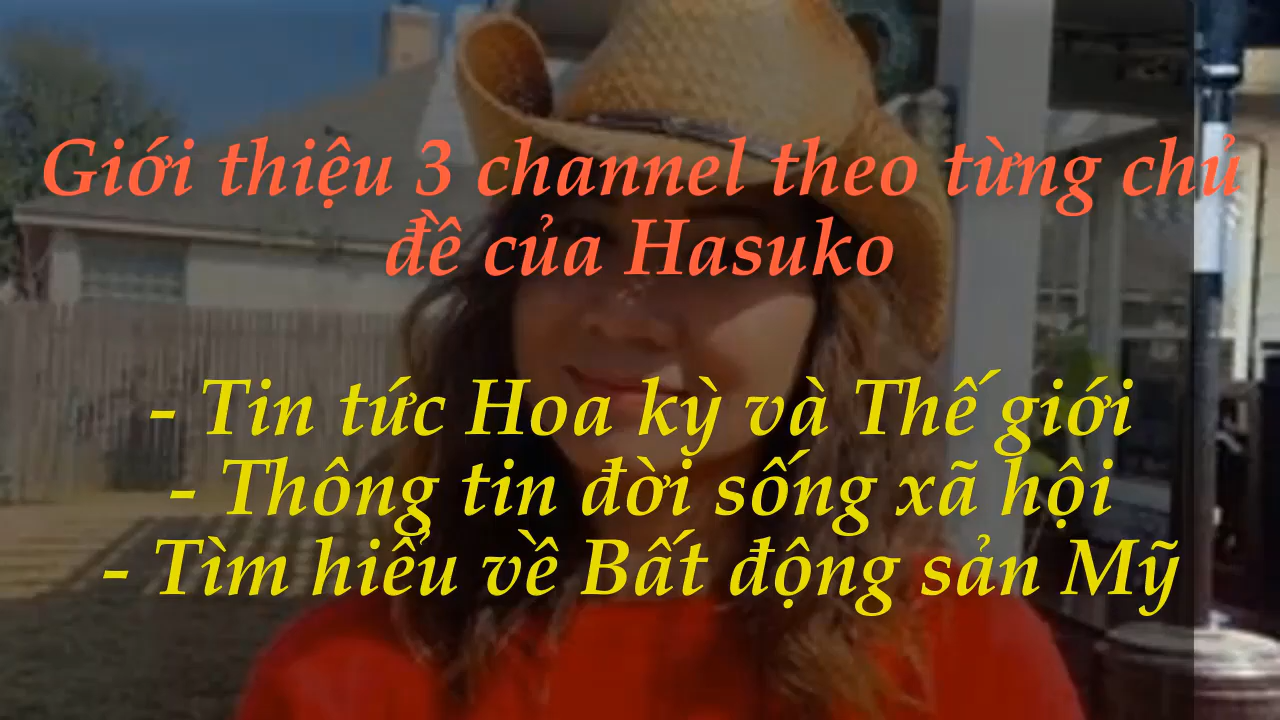 Giới thiệu 3 channel theo từng chủ
đề của Hasuko
- Tin tức Hoa kỳ và Thế giới
- Thông tin đời sống xã hội
- Tìm hiểu về Bất động sản Mỹ